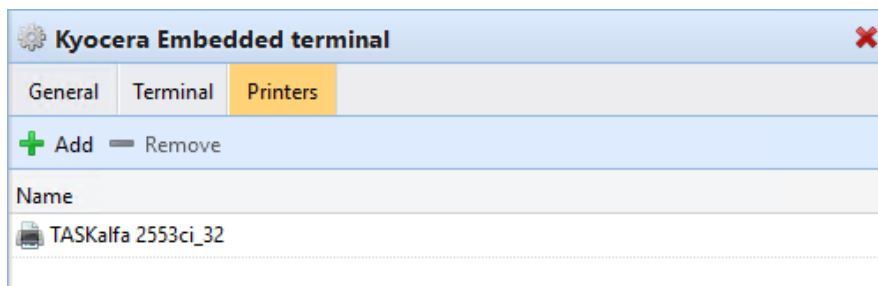 Kyocera Embedded terminal
General Terminal Printers
Add Remove
Name
TASKalfa 2553ci_32